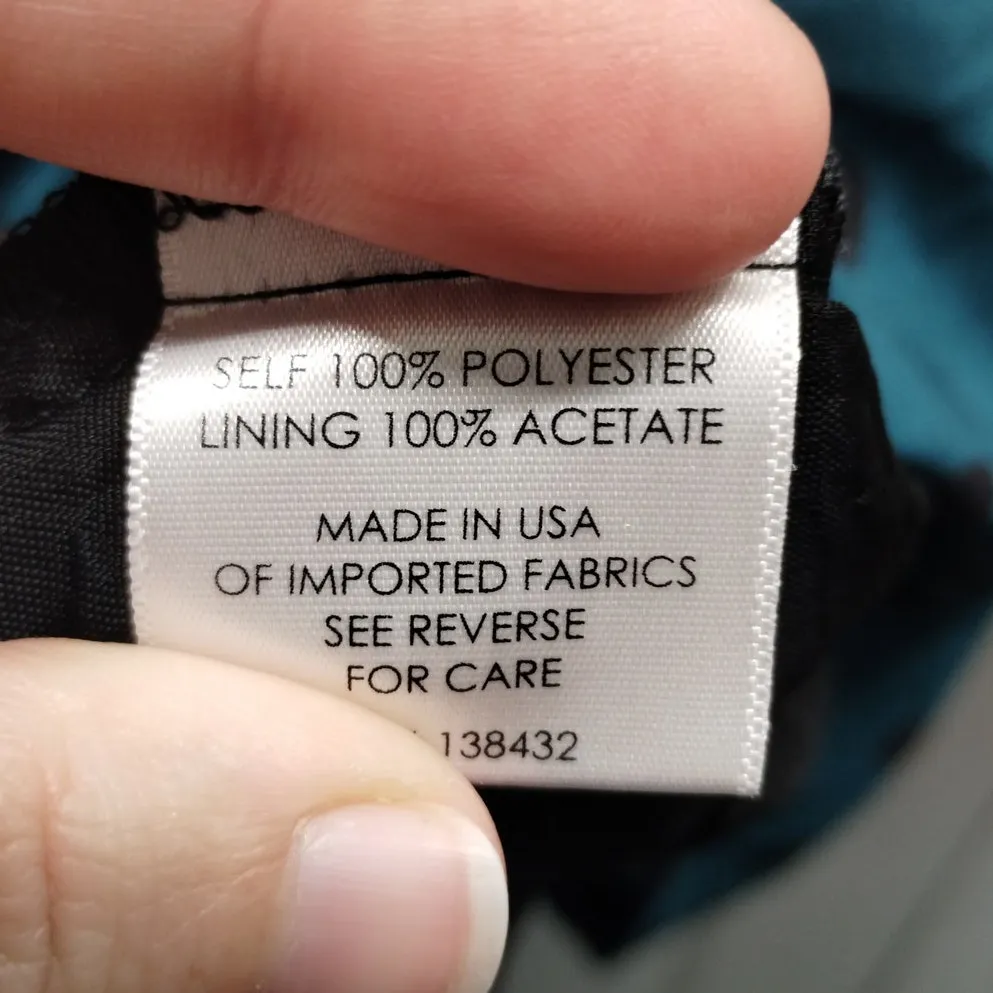 SELF 100% POLYESTER
LINING 100% ACETATE
MADE IN USA
OF IMPORTED FABRICS
SEE REVERSE
FOR CARE
138432